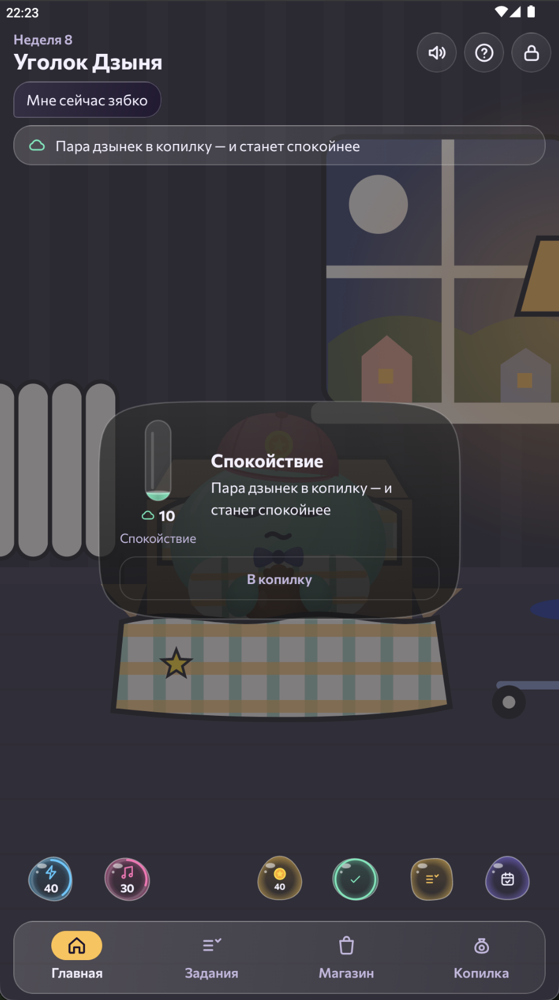 22:23
Неделя 8
Уголок Дзыня
Мне сейчас зябко
Пара дзынек в копилку — и станет спокойнее
Спокойствие
Пара дзынек в копилку — и
станет спокойнее
10
Спокойствие
В копилку
40
30
40
Главная
Задания
Магазин
Копилка